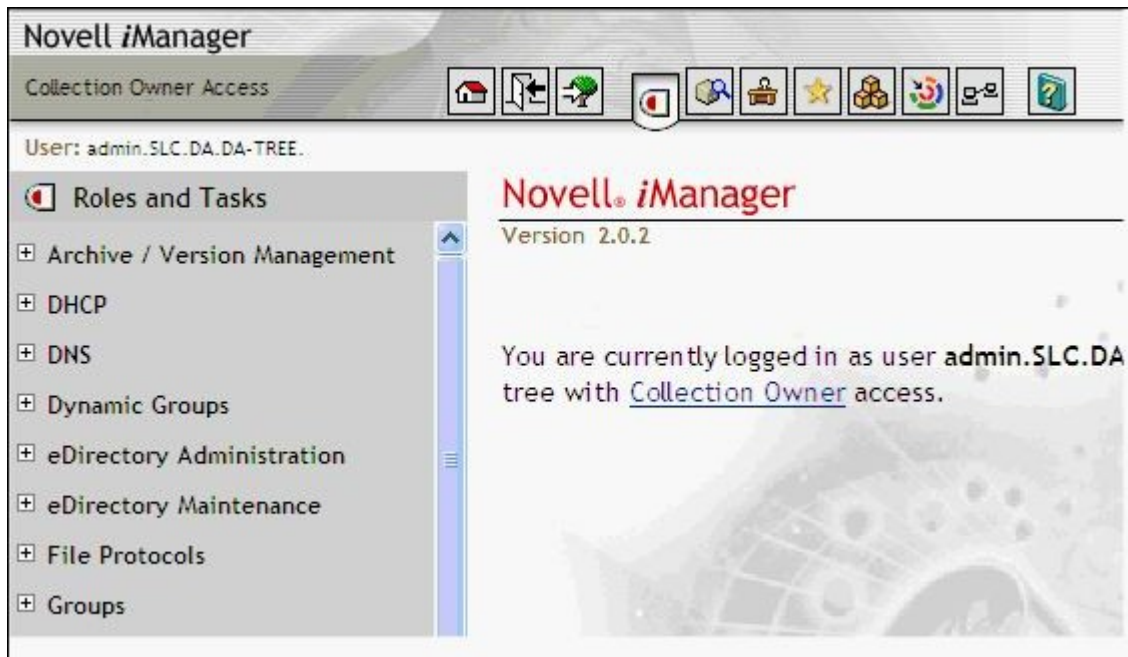 Novell iManager
Collection Owner Access
User: admin.SLC.DA.DA-TREE.
Roles and Tasks
Archive / Version Management
DHCP
DNS
Dynamic Groups
eDirectory Administration
eDirectory Maintenance
File Protocols
Groups
Novell® iManager
Version 2.0.2
You are currently logged in as user admin.SLC.DA
tree with Collection Owner access.